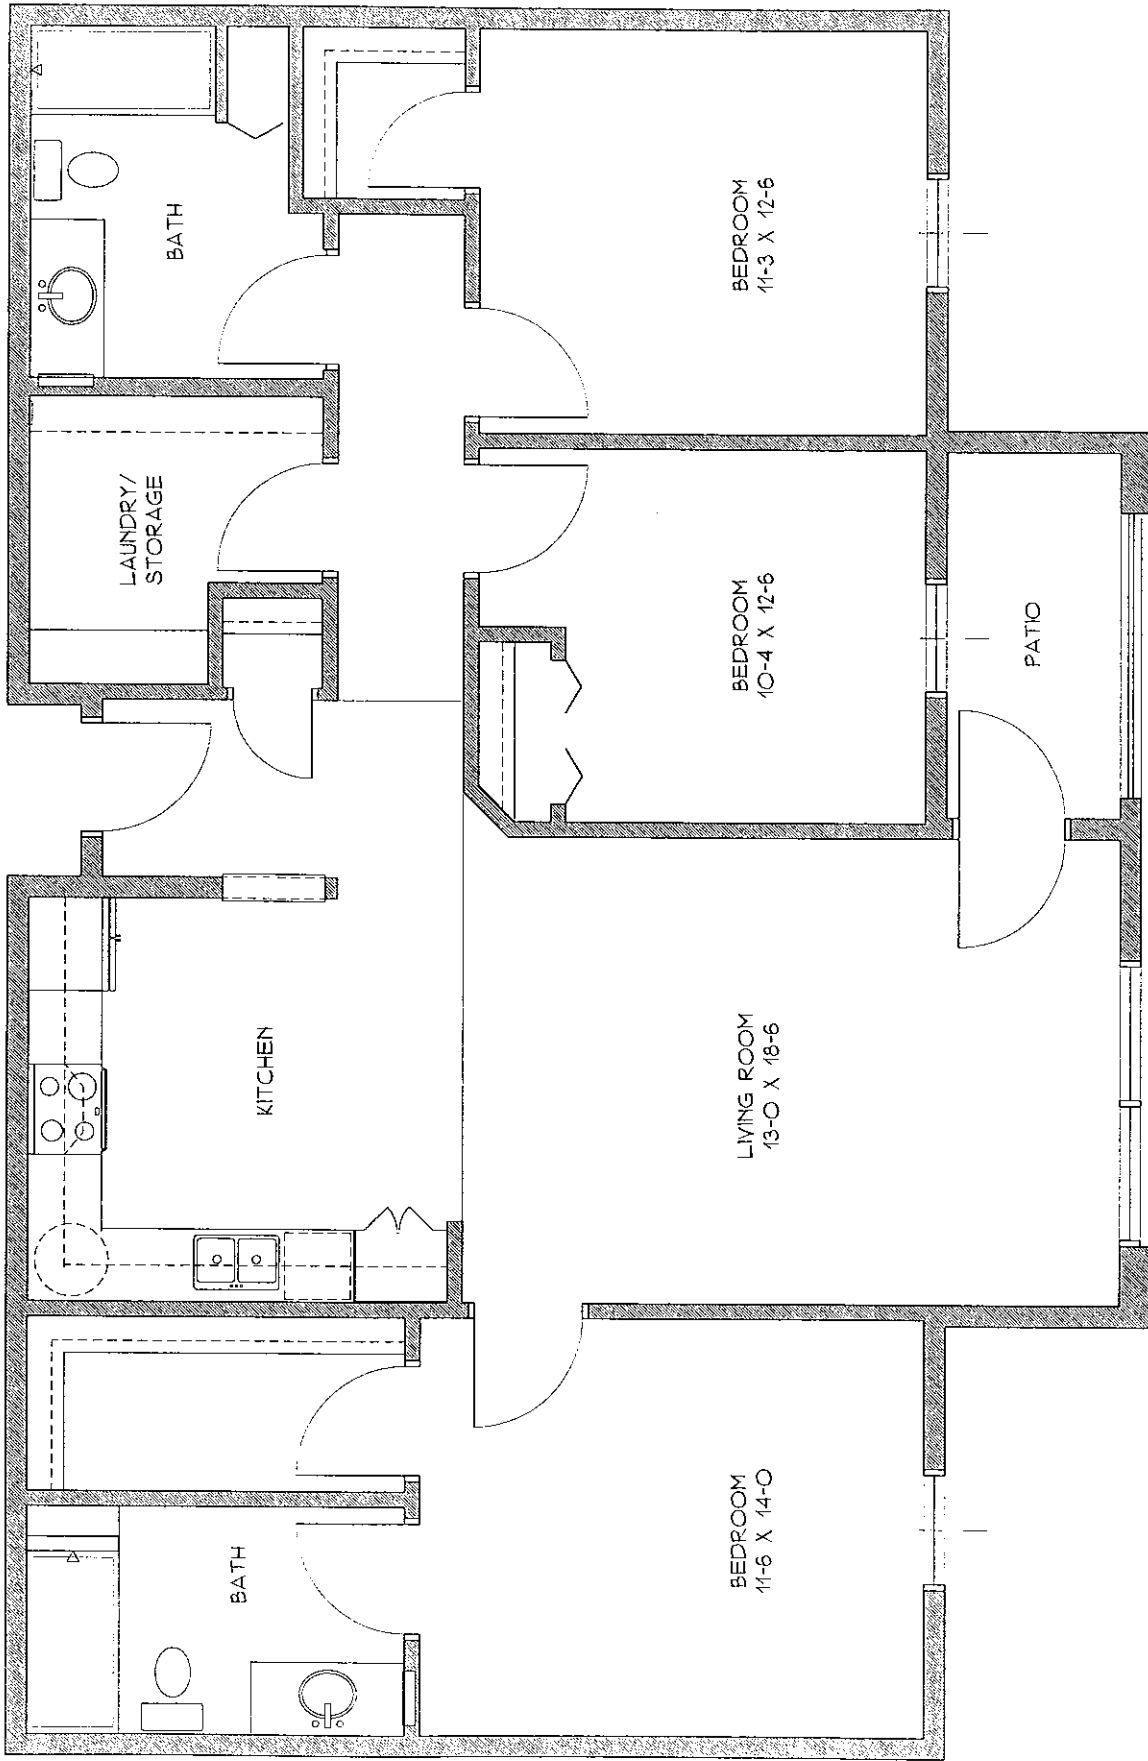 BATH
BEDROOM
11-6 X 14-0
KITCHEN
LIVING ROOM
13-0 X 18-6
LAUNDRY/
STORAGE
BEDROOM
10-4 X 12-6
PATIO
BATH
BEDROOM
11-3 X 12-6